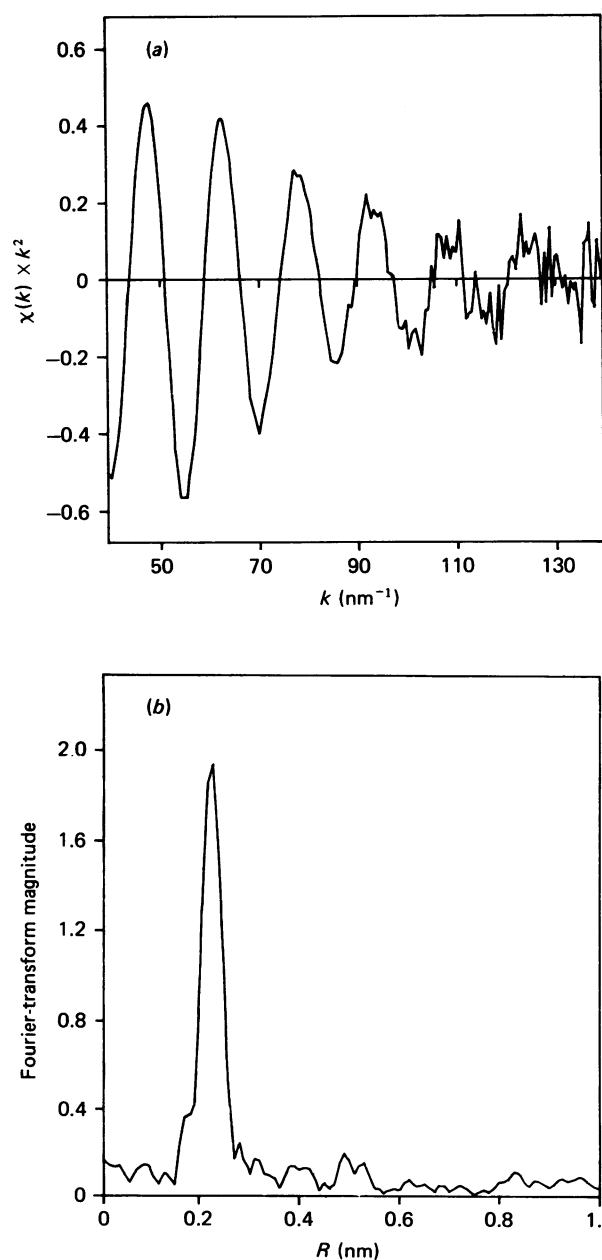 (a)
0.6
0.4
0.2
0
−0.2
−0.4
−0.6
χ(k) × k²
50 70 90 110 130
k (nm⁻¹)
(b)
2.0
1.6
1.2
0.8
0.4
0
Fourier-transform magnitude
0 0.2 0.4 0.6 0.8 1.
R (nm)